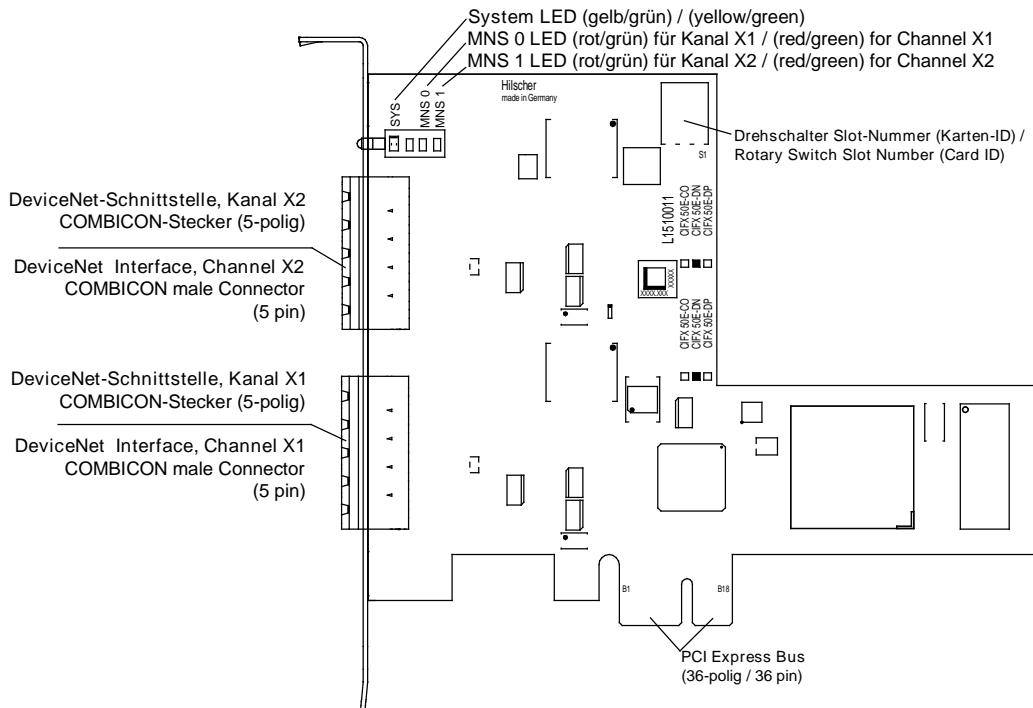 System LED (gelb/grün) / (yellow/green)
MNS 0 LED (rot/grün) für Kanal X1 / (red/green) for Channel X1
MNS 1 LED (rot/grün) für Kanal X2 / (red/green) for Channel X2
SYS
MNS 0
MNS 1
Hilscher
made in Germany
S1
Drehschalter Slot-Nummer (Karten-ID) /
Rotary Switch Slot Number (Card ID)
DeviceNet-Schnittstelle, Kanal X2
COMBICON-Stecker (5-polig)
DeviceNet Interface, Channel X2
COMBICON male Connector
(5 pin)
L1510011
CIFX 50E-CO
CIFX 50E-DN
CIFX 50E-DP
XXXX.XXX
XXXXX
CIFX 50E-CO
CIFX 50E-DN
CIFX 50E-DP
DeviceNet-Schnittstelle, Kanal X1
COMBICON-Stecker (5-polig)
DeviceNet Interface, Channel X1
COMBICON male Connector
(5 pin)
B1
B18
PCI Express Bus
(36-polig / 36 pin)